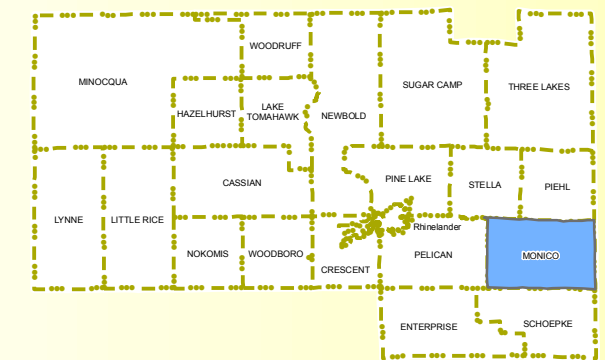 WOODRUFF
MINOCQUA
SUGAR CAMP
THREE LAKES
HAZELHURST
LAKE
TOMAHAWK
NEWBOLD
CASSIAN
PINE LAKE
STELLA
PIEHL
LYNNE
LITTLE RICE
Rhinelander
NOKOMIS
WOODBORO
CRESCENT
PELICAN
MONICO
ENTERPRISE
SCHOEPKE